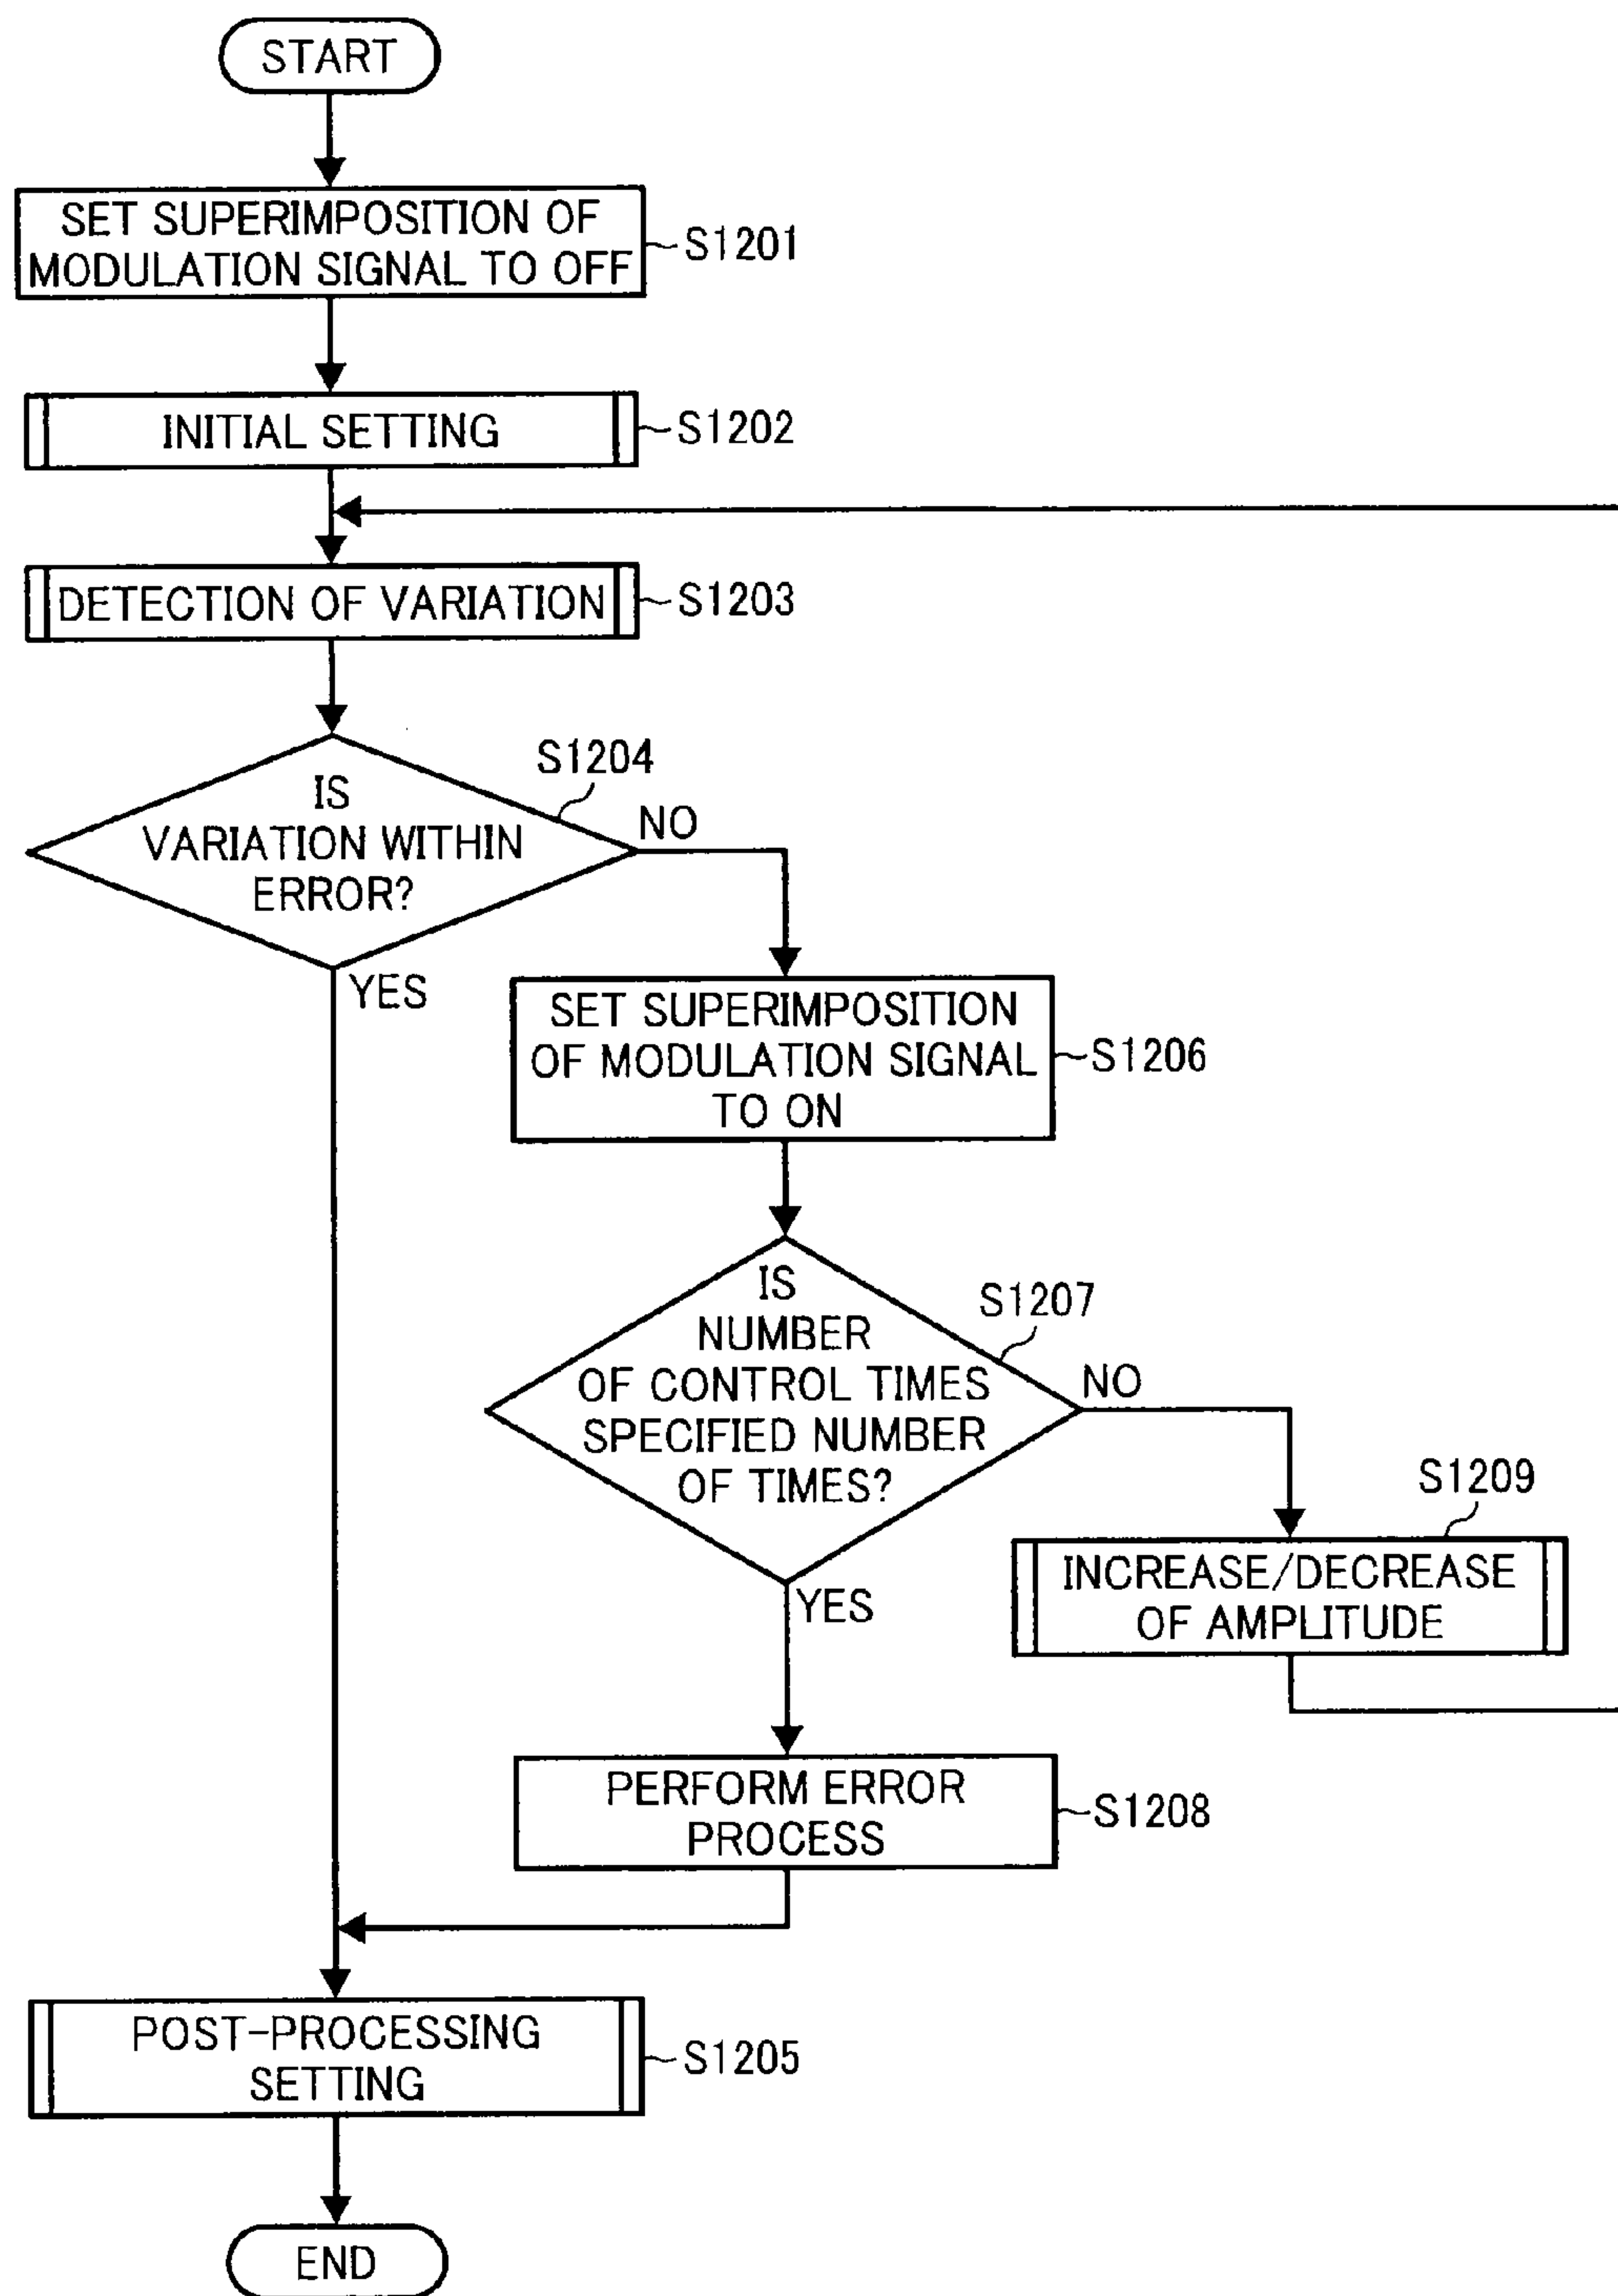 START
SET SUPERIMPOSITION OF
MODULATION SIGNAL TO OFF
S1201
INITIAL SETTING
S1202
DETECTION OF VARIATION
S1203
S1204
IS
VARIATION WITHIN
ERROR?
NO
YES
SET SUPERIMPOSITION
OF MODULATION SIGNAL
TO ON
S1206
IS
NUMBER
OF CONTROL TIMES
SPECIFIED NUMBER
OF TIMES?
S1207
NO
YES
S1209
INCREASE/DECREASE
OF AMPLITUDE
PERFORM ERROR
PROCESS
S1208
POST-PROCESSING
SETTING
S1205
END